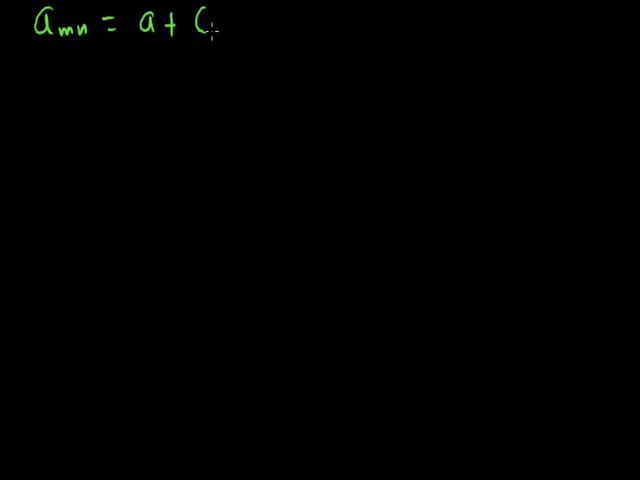 a_mn = a + (